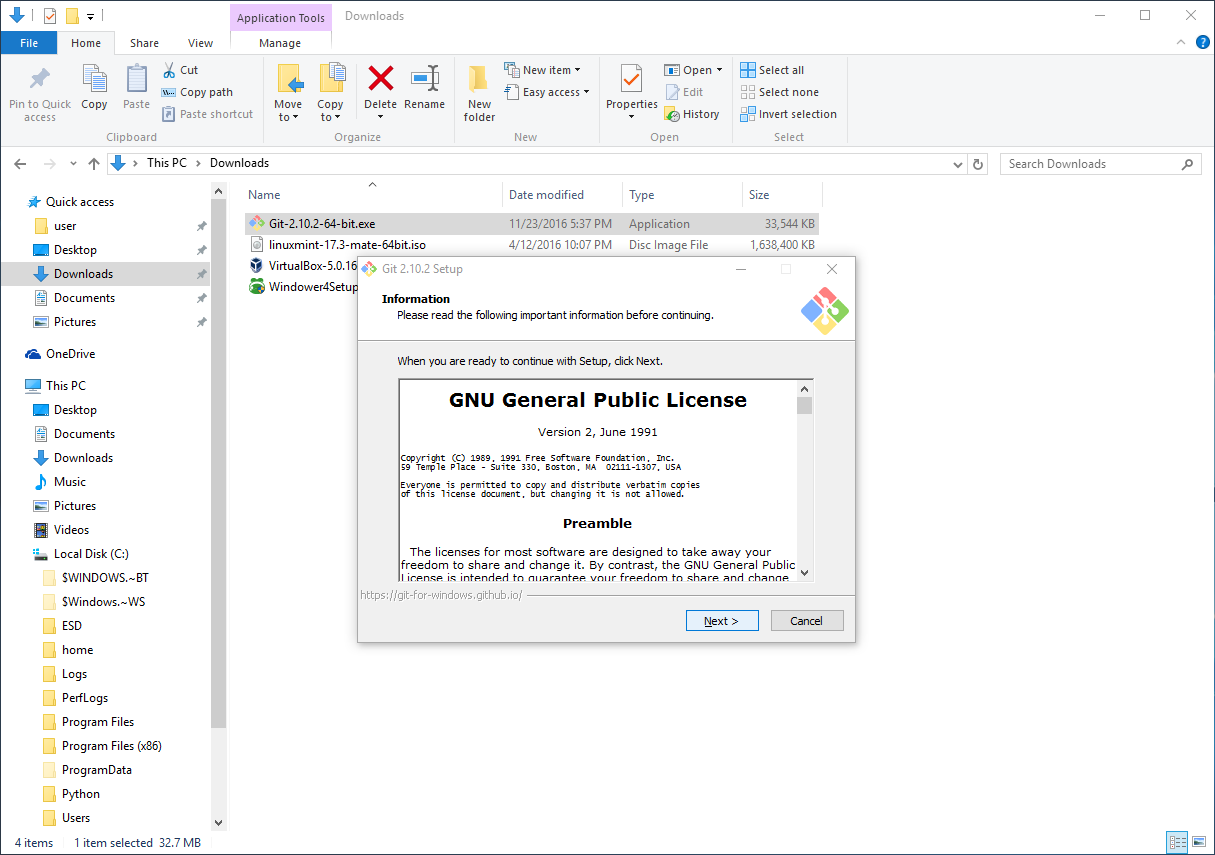 Application Tools
Downloads
File
Home
Share
View
Manage
Pin to Quick
access
Copy
Paste
Cut
Copy path
Paste shortcut
Clipboard
Move
to
Copy
to
Delete
Rename
Organize
New
folder
New item
Easy access
New
Properties
Open
Edit
History
Open
Select all
Select none
Invert selection
Select
This PC > Downloads
Search Downloads
Quick access
user
Desktop
Downloads
Documents
Pictures
OneDrive
This PC
Desktop
Documents
Downloads
Music
Pictures
Videos
Local Disk (C:)
$WINDOWS.~BT
$Windows.~WS
ESD
home
Logs
PerfLogs
Program Files
Program Files (x86)
ProgramData
Python
Users
Name Date modified Type Size
Git-2.10.2-64-bit.exe 11/23/2016 5:37 PM Application 33,544 KB
linuxmint-17.3-mate-64bit.iso 4/12/2016 10:07 PM Disc Image File 1,638,400 KB
VirtualBox-5.0.16
Windower4Setup
Git 2.10.2 Setup
Information
Please read the following important information before continuing.
When you are ready to continue with Setup, click Next.
GNU General Public License
Version 2, June 1991
Copyright (C) 1989, 1991 Free Software Foundation, Inc.
59 Temple Place - Suite 330, Boston, MA 02111-1307, USA
Everyone is permitted to copy and distribute verbatim copies
of this license document, but changing it is not allowed.
Preamble
The licenses for most software are designed to take away your
freedom to share and change it. By contrast, the GNU General Public
License is intended to guarantee your freedom to share and change
https://git-for-windows.github.io/
Next >
Cancel
4 items 1 item selected 32.7 MB